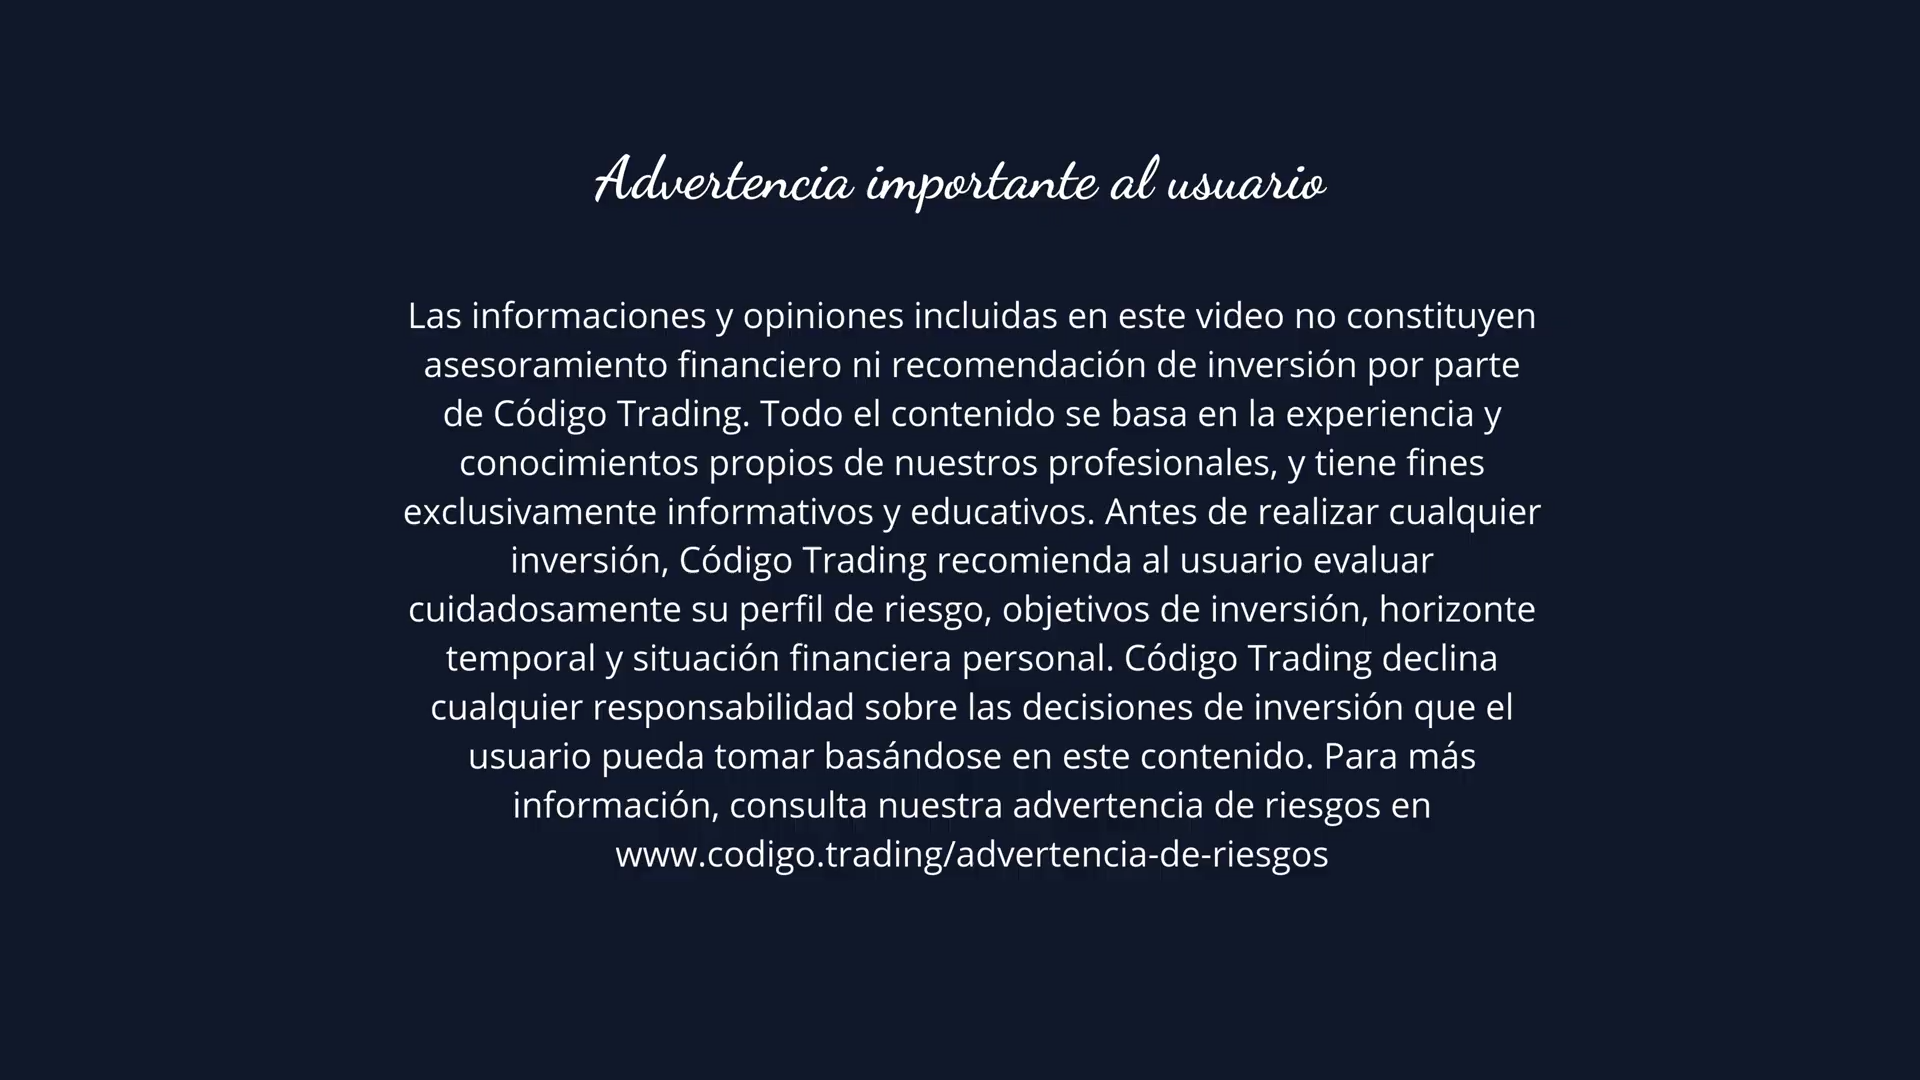 Advertencia importante al usuario
Las informaciones y opiniones incluidas en este video no constituyen
asesoramiento financiero ni recomendación de inversión por parte
de Código Trading. Todo el contenido se basa en la experiencia y
conocimientos propios de nuestros profesionales, y tiene fines
exclusivamente informativos y educativos. Antes de realizar cualquier
inversión, Código Trading recomienda al usuario evaluar
cuidadosamente su perfil de riesgo, objetivos de inversión, horizonte
temporal y situación financiera personal. Código Trading declina
cualquier responsabilidad sobre las decisiones de inversión que el
usuario pueda tomar basándose en este contenido. Para más
información, consulta nuestra advertencia de riesgos en
www.codigo.trading/advertencia-de-riesgos